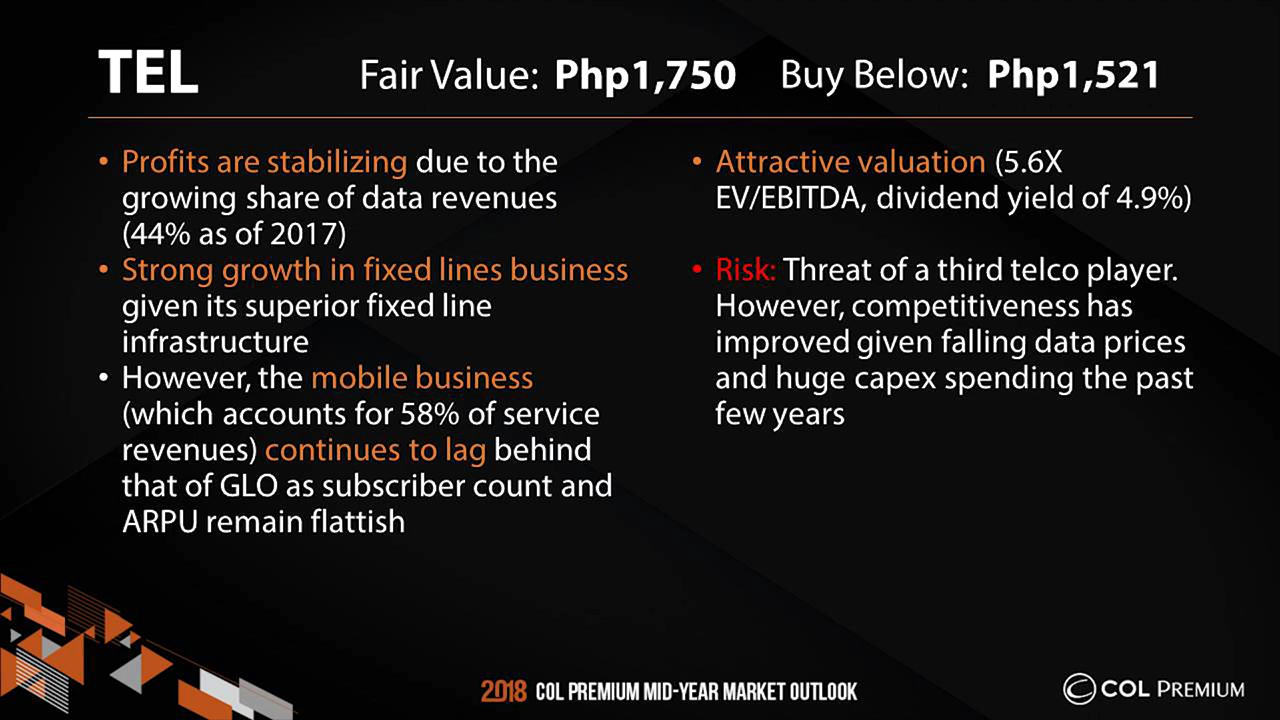 TEL
Fair Value: Php1,750 Buy Below: Php1,521
• Profits are stabilizing due to the
growing share of data revenues
(44% as of 2017)
• Strong growth in fixed lines business
given its superior fixed line
infrastructure
• However, the mobile business
(which accounts for 58% of service
revenues) continues to lag behind
that of GLO as subscriber count and
ARPU remain flattish
• Attractive valuation (5.6X
EV/EBITDA, dividend yield of 4.9%)
• Risk: Threat of a third telco player.
However, competitiveness has
improved given falling data prices
and huge capex spending the past
few years
2018 COL PREMIUM MID-YEAR MARKET OUTLOOK
COL PREMIUM